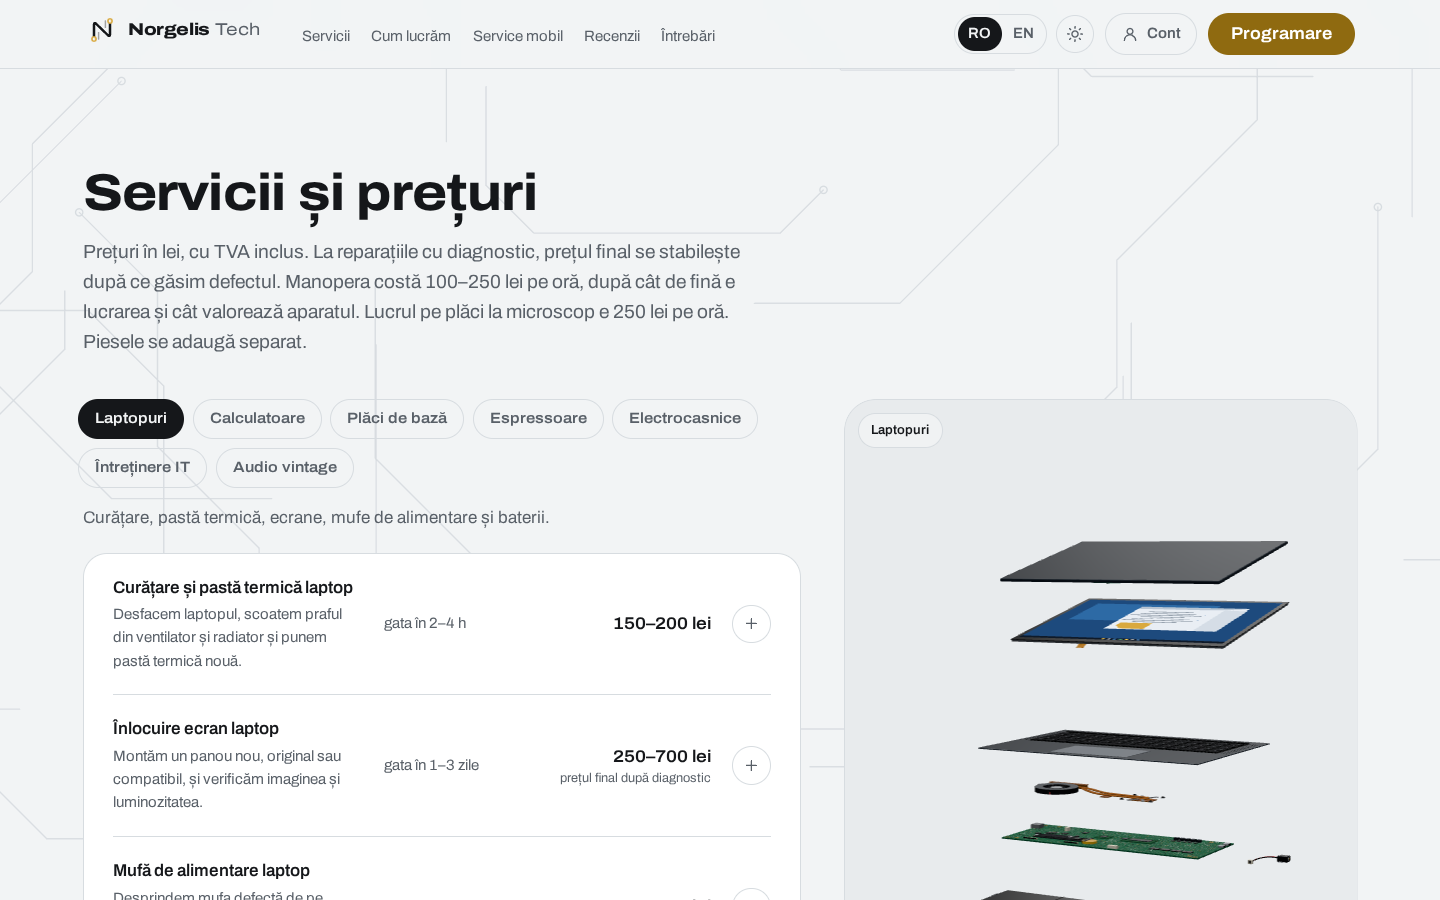 Norgelis Tech
Servicii
Cum lucrăm
Service mobil
Recenzii
Întrebări
RO
EN
Cont
Programare
Servicii și prețuri
Prețuri în lei, cu TVA inclus. La reparațiile cu diagnostic, prețul final se stabilește
după ce găsim defectul. Manopera costă 100–250 lei pe oră, după cât de fină e
lucrarea și cât valorează aparatul. Lucrul pe plăci la microscop e 250 lei pe oră.
Piesele se adaugă separat.
Laptopuri
Calculatoare
Plăci de bază
Espressoare
Electrocasnice
Întreținere IT
Audio vintage
Laptopuri
Curățare, pastă termică, ecrane, mufe de alimentare și baterii.
Curățare și pastă termică laptop
Desfacem laptopul, scoatem praful
din ventilator și radiator și punem
pastă termică nouă.
gata în 2–4 h
150–200 lei
Înlocuire ecran laptop
Montăm un panou nou, original sau
compatibil, și verificăm imaginea și
luminozitatea.
gata în 1–3 zile
250–700 lei
prețul final după diagnostic
Mufă de alimentare laptop
Desprindem mufa defectă de pe